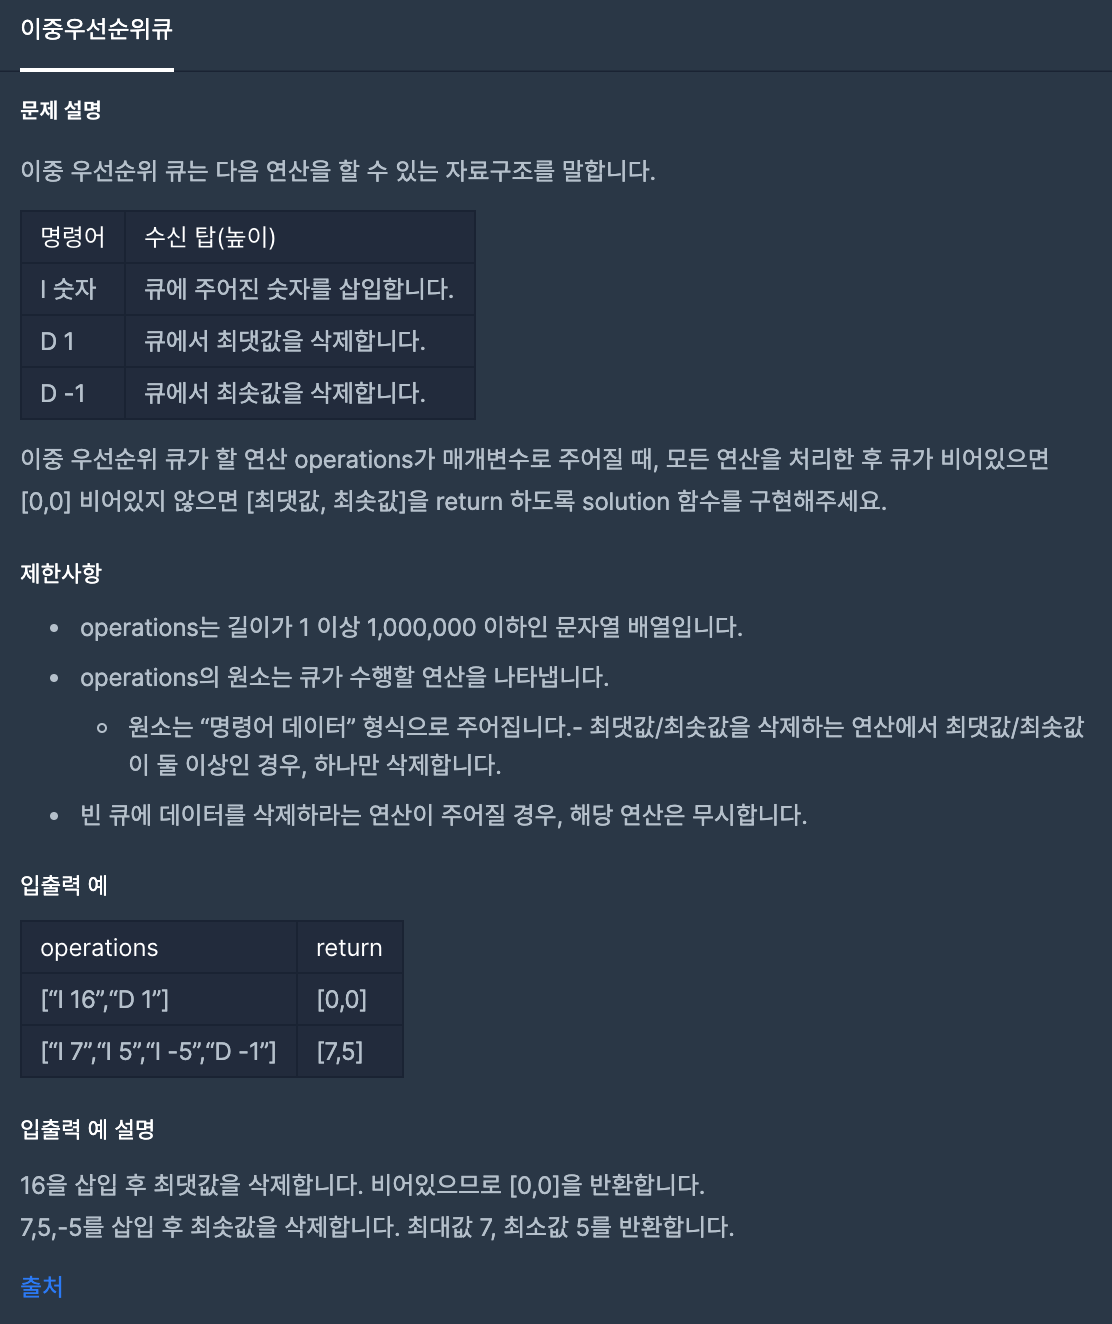 이중우선순위큐
문제 설명
이중 우선순위 큐는 다음 연산을 할 수 있는 자료구조를 말합니다.
명령어 수신 탑(높이)
I 숫자 큐에 주어진 숫자를 삽입합니다.
D 1 큐에서 최댓값을 삭제합니다.
D -1 큐에서 최솟값을 삭제합니다.
이중 우선순위 큐가 할 연산 operations가 매개변수로 주어질 때, 모든 연산을 처리한 후 큐가 비어있으면
[0,0] 비어있지 않으면 [최댓값, 최솟값]을 return 하도록 solution 함수를 구현해주세요.
제한사항
• operations는 길이가 1 이상 1,000,000 이하인 문자열 배열입니다.
• operations의 원소는 큐가 수행할 연산을 나타냅니다.
◦ 원소는 “명령어 데이터” 형식으로 주어집니다.- 최댓값/최솟값을 삭제하는 연산에서 최댓값/최솟값
이 둘 이상인 경우, 하나만 삭제합니다.
• 빈 큐에 데이터를 삭제하라는 연산이 주어질 경우, 해당 연산은 무시합니다.
입출력 예
operations return
[“I 16”,“D 1”] [0,0]
[“I 7”,“I 5”,“I -5”,“D -1”] [7,5]
입출력 예 설명
16을 삽입 후 최댓값을 삭제합니다. 비어있으므로 [0,0]을 반환합니다.
7,5,-5를 삽입 후 최솟값을 삭제합니다. 최대값 7, 최소값 5를 반환합니다.
출처